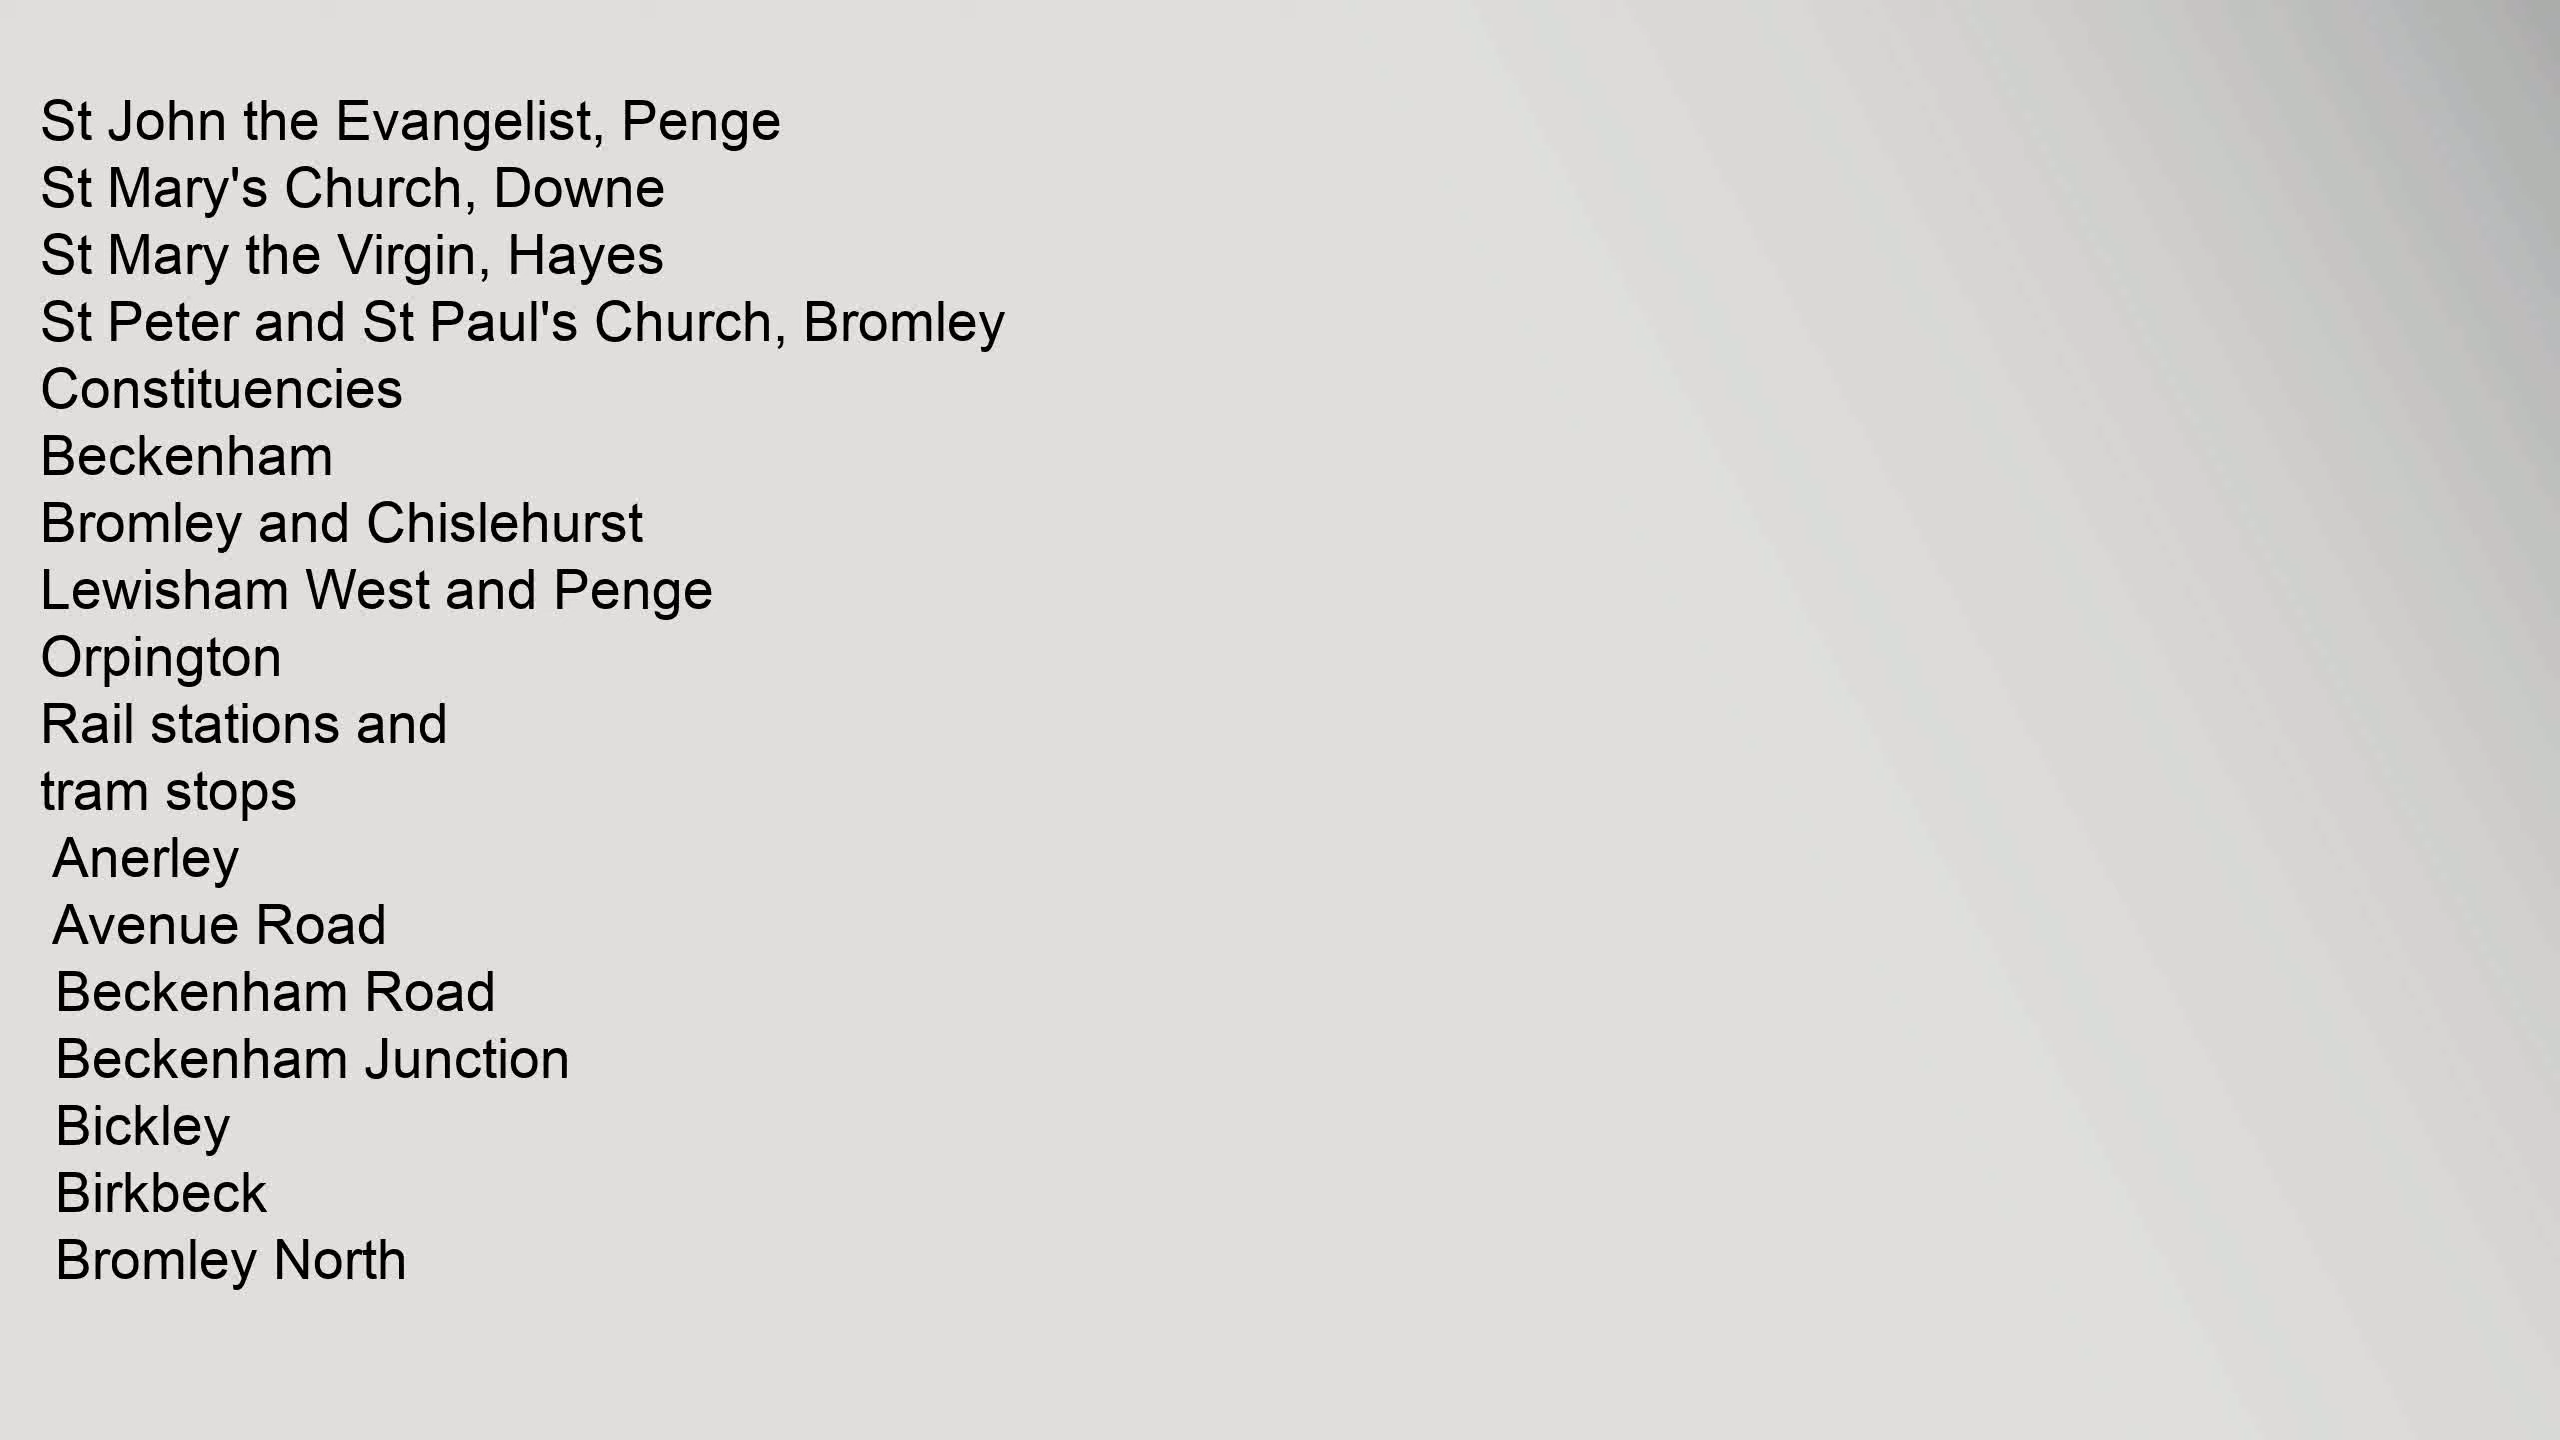 St John the Evangelist, Penge
St Mary's Church, Downe
St Mary the Virgin, Hayes
St Peter and St Paul's Church, Bromley
Constituencies
Beckenham
Bromley and Chislehurst
Lewisham West and Penge
Orpington
Rail stations and
tram stops
Anerley
Avenue Road
Beckenham Road
Beckenham Junction
Bickley
Birkbeck
Bromley North